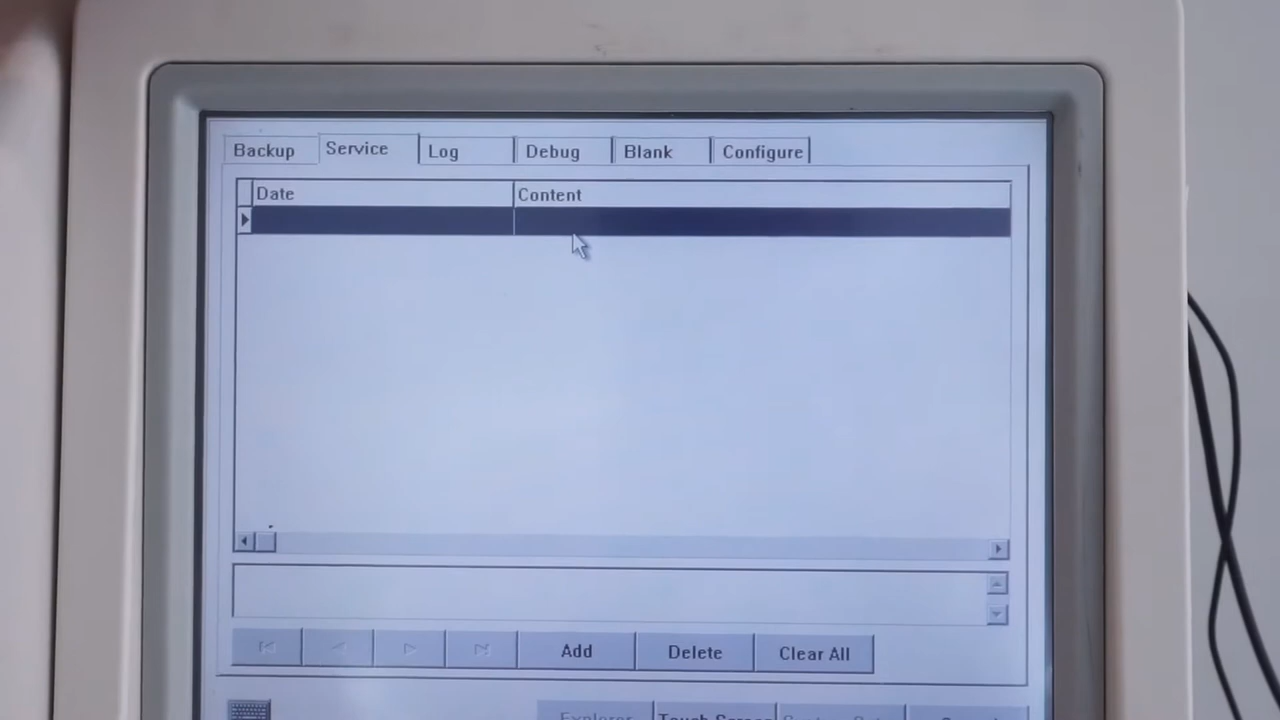 Backup Service Log Debug Blank Configure
Date Content
Add Delete Clear All
Explorer Touch Screen